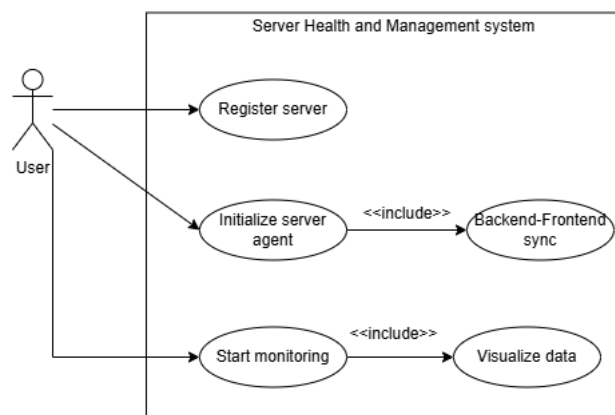 Server Health and Management system
Register server
User
Initialize server
agent
<<include>>
Backend-Frontend
sync
Start monitoring
<<include>>
Visualize data